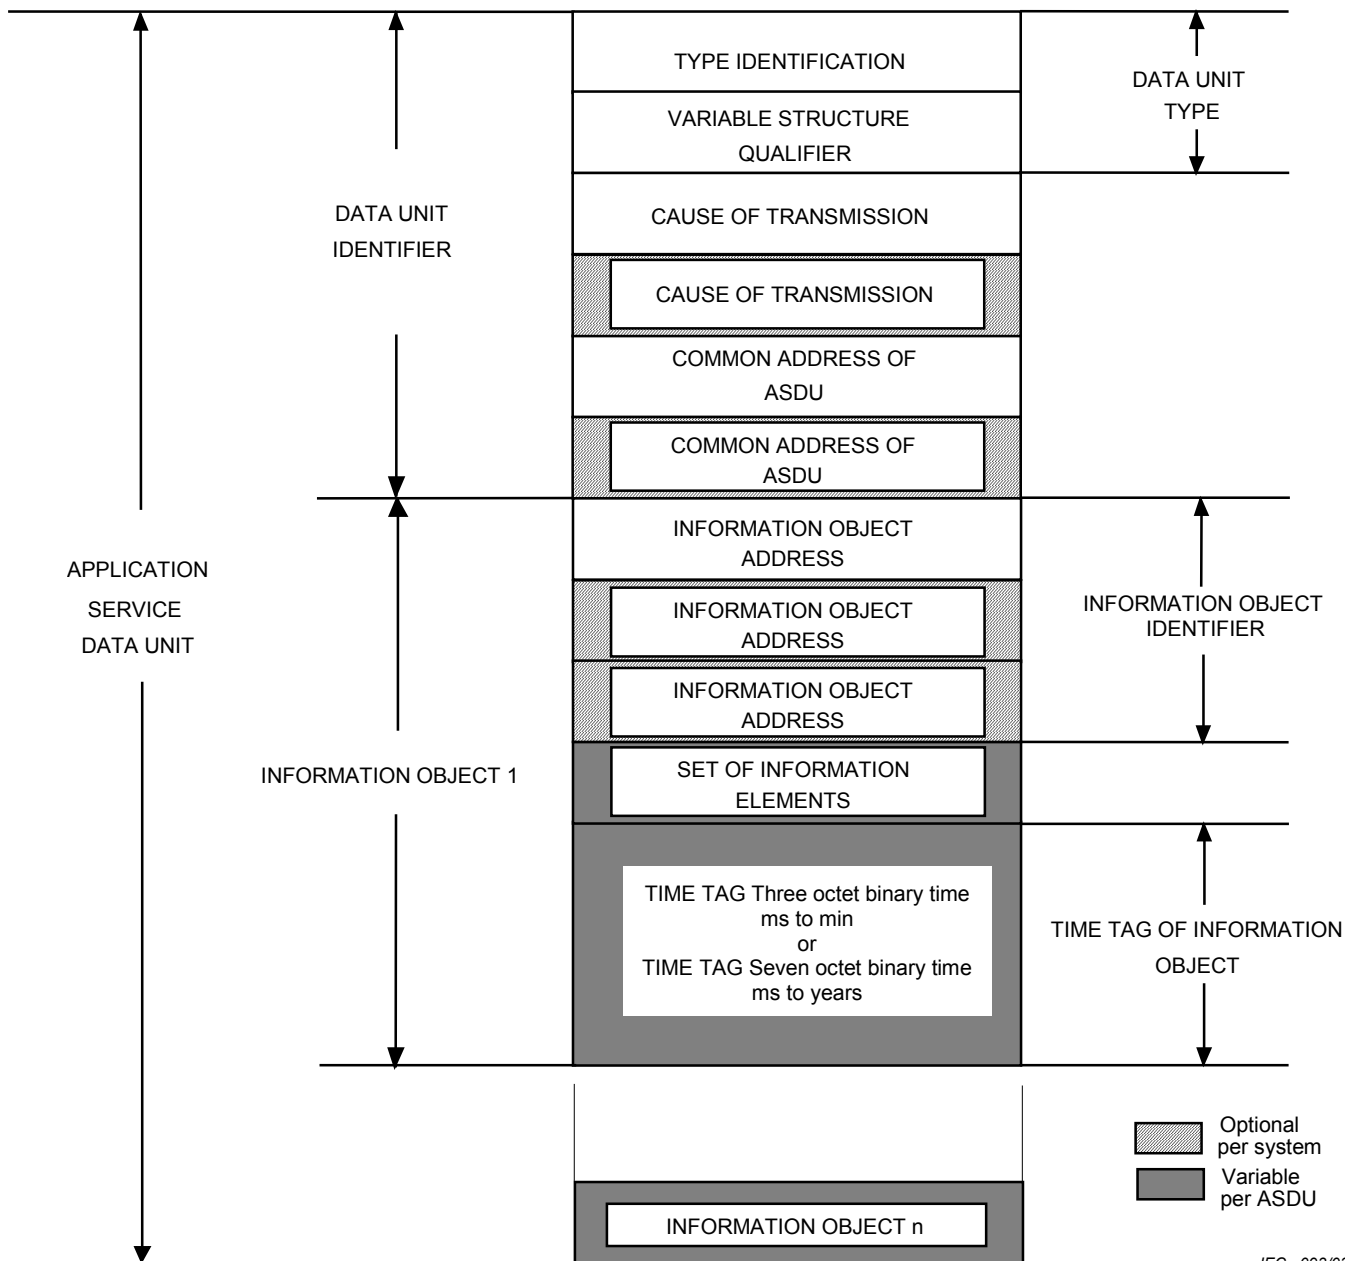 TYPE IDENTIFICATION
VARIABLE STRUCTURE
QUALIFIER
DATA UNIT
TYPE
CAUSE OF TRANSMISSION
DATA UNIT
IDENTIFIER
CAUSE OF TRANSMISSION
COMMON ADDRESS OF
ASDU
COMMON ADDRESS OF
ASDU
INFORMATION OBJECT
ADDRESS
APPLICATION
SERVICE
DATA UNIT
INFORMATION OBJECT
ADDRESS
INFORMATION OBJECT
IDENTIFIER
INFORMATION OBJECT
ADDRESS
INFORMATION OBJECT 1
SET OF INFORMATION
ELEMENTS
TIME TAG Three octet binary time
ms to min
or
TIME TAG Seven octet binary time
ms to years
TIME TAG OF INFORMATION
OBJECT
Optional
per system
Variable
per ASDU
INFORMATION OBJECT n